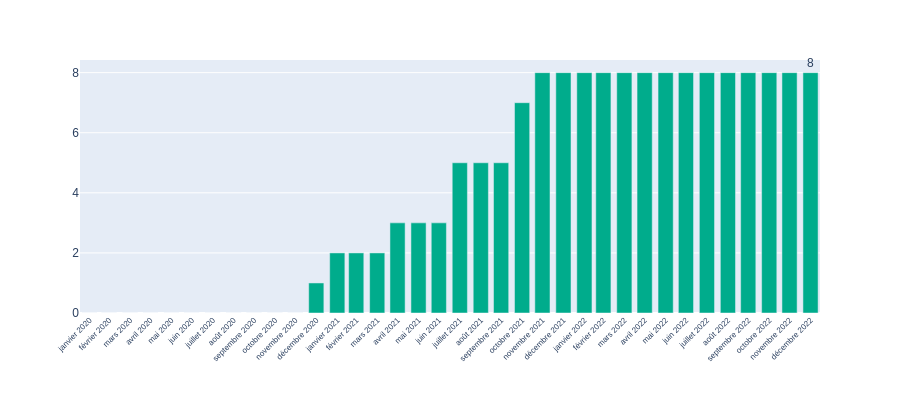 8
8
6
4
2
0
janvier 2020
février 2020
mars 2020
avril 2020
mai 2020
juin 2020
juillet 2020
août 2020
septembre 2020
octobre 2020
novembre 2020
décembre 2020
janvier 2021
février 2021
mars 2021
avril 2021
mai 2021
juin 2021
juillet 2021
août 2021
septembre 2021
octobre 2021
novembre 2021
décembre 2021
janvier 2022
février 2022
mars 2022
avril 2022
mai 2022
juin 2022
juillet 2022
août 2022
septembre 2022
octobre 2022
novembre 2022
décembre 2022